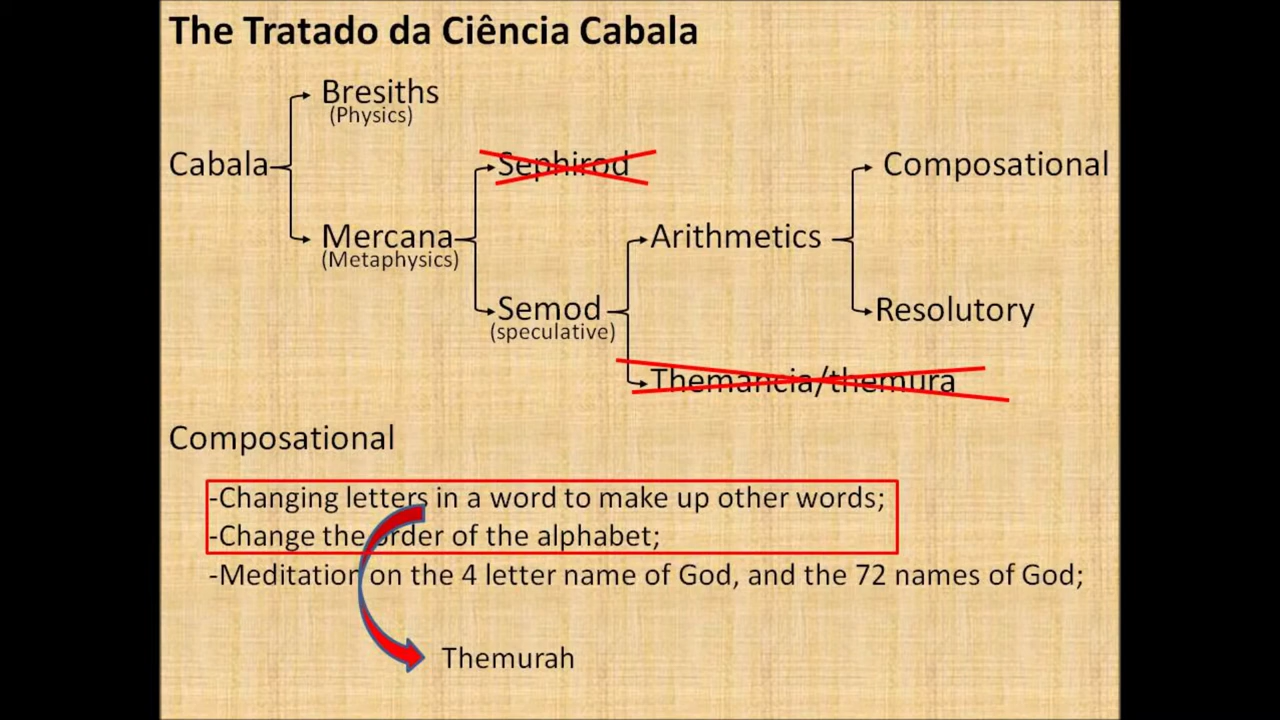 The Tratado da Ciência Cabala
Bresiths
(Physics)
Cabala
Sephirod
Composational
Mercana
(Metaphysics)
Arithmetics
Semod
(speculative)
Resolutory
Themancia/themura
Composational
-Changing letters in a word to make up other words;
-Change the order of the alphabet;
-Meditation on the 4 letter name of God, and the 72 names of God;
Themurah